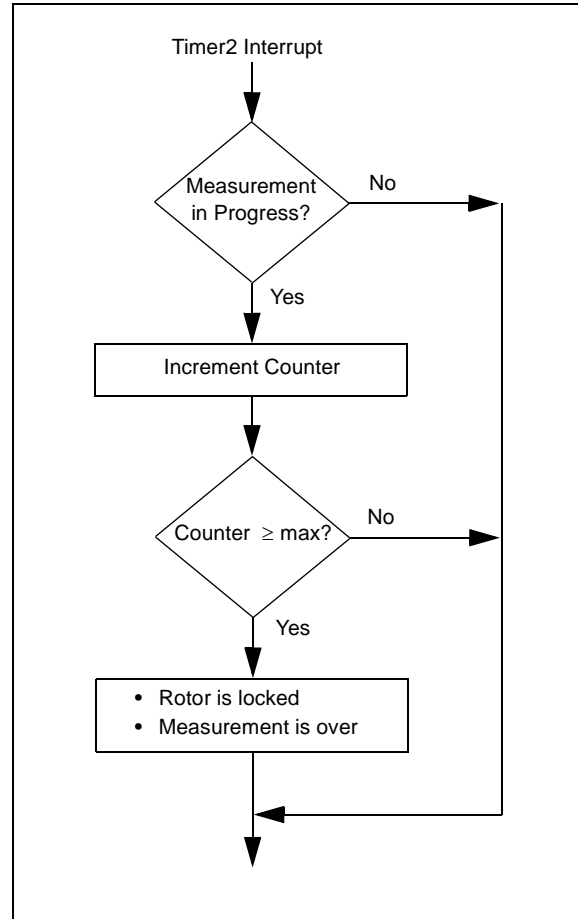 Timer2 Interrupt
Measurement
in Progress?
No
Yes
Increment Counter
Counter ≥ max?
No
Yes
• Rotor is locked
• Measurement is over